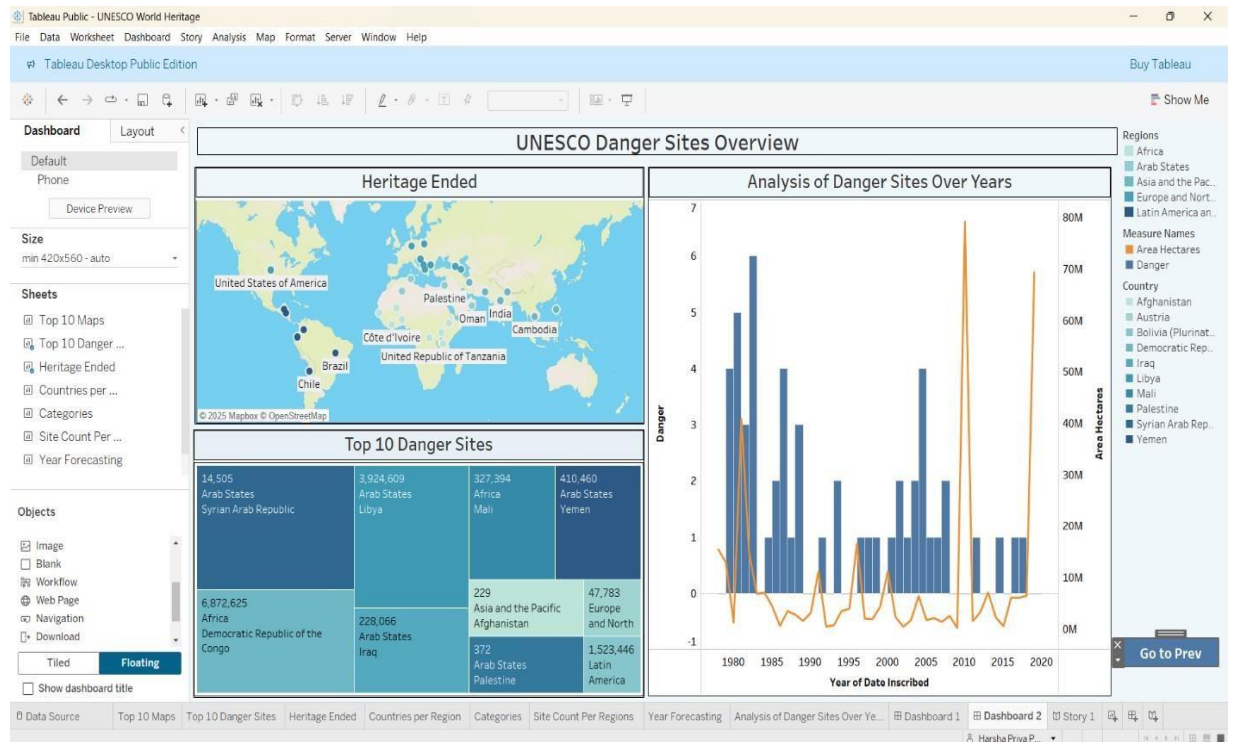 Tableau Public - UNESCO World Heritage
File Data Worksheet Dashboard Story Analysis Map Format Server Window Help
Tableau Desktop Public Edition
Buy Tableau
Show Me
Dashboard Layout
Default
Phone
Device Preview
Size
min 420x560 - auto
Sheets
Top 10 Maps
Top 10 Danger ...
Heritage Ended
Countries per ...
Categories
Site Count Per ...
Year Forecasting
Objects
Image
Blank
Workflow
Web Page
Navigation
Download
Tiled Floating
Show dashboard title
UNESCO Danger Sites Overview
Heritage Ended
United States of America
Palestine
Oman
India
Cambodia
Côte d'Ivoire
United Republic of Tanzania
Brazil
Chile
© 2025 Mapbox © OpenStreetMap
Top 10 Danger Sites
14,505
Arab States
Syrian Arab Republic
3,924,609
Arab States
Libya
327,394
Africa
Mali
410,460
Arab States
Yemen
6,872,625
Africa
Democratic Republic of the
Congo
228,066
Arab States
Iraq
229
Asia and the Pacific
Afghanistan
47,783
Europe
and North
372
Arab States
Palestine
1,523,446
Latin
America
Analysis of Danger Sites Over Years
7
6
5
4
3
2
1
0
-1
Danger
80M
70M
60M
50M
40M
30M
20M
10M
0M
Area Hectares
1980 1985 1990 1995 2000 2005 2010 2015 2020
Year of Date Inscribed
Regions
Africa
Arab States
Asia and the Pac..
Europe and Nort..
Latin America an..
Measure Names
Area Hectares
Danger
Country
Afghanistan
Austria
Bolivia (Plurinat..
Democratic Rep..
Iraq
Libya
Mali
Palestine
Syrian Arab Rep..
Yemen
Go to Prev
Data Source Top 10 Maps Top 10 Danger Sites Heritage Ended Countries per Region Categories Site Count Per Regions Year Forecasting Analysis of Danger Sites Over Ye... Dashboard 1 Dashboard 2 Story 1
Harsha Priya P...